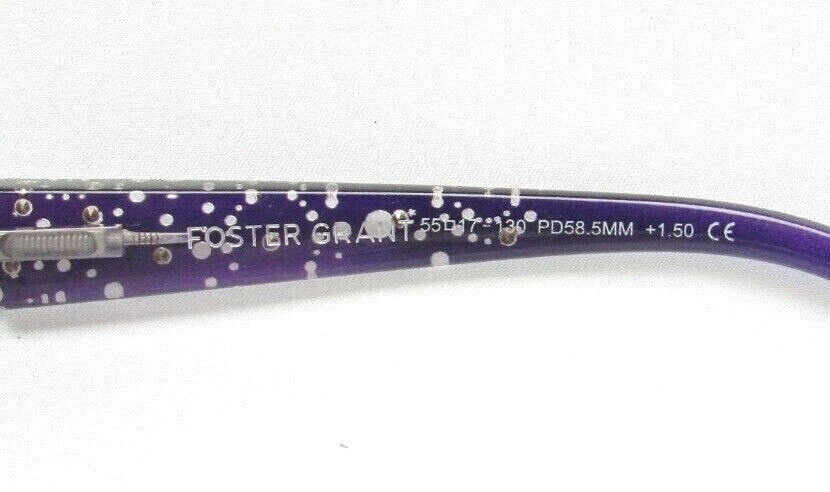 FOSTER GRANT* 55□17-130 PD58.5MM +1.50 CE